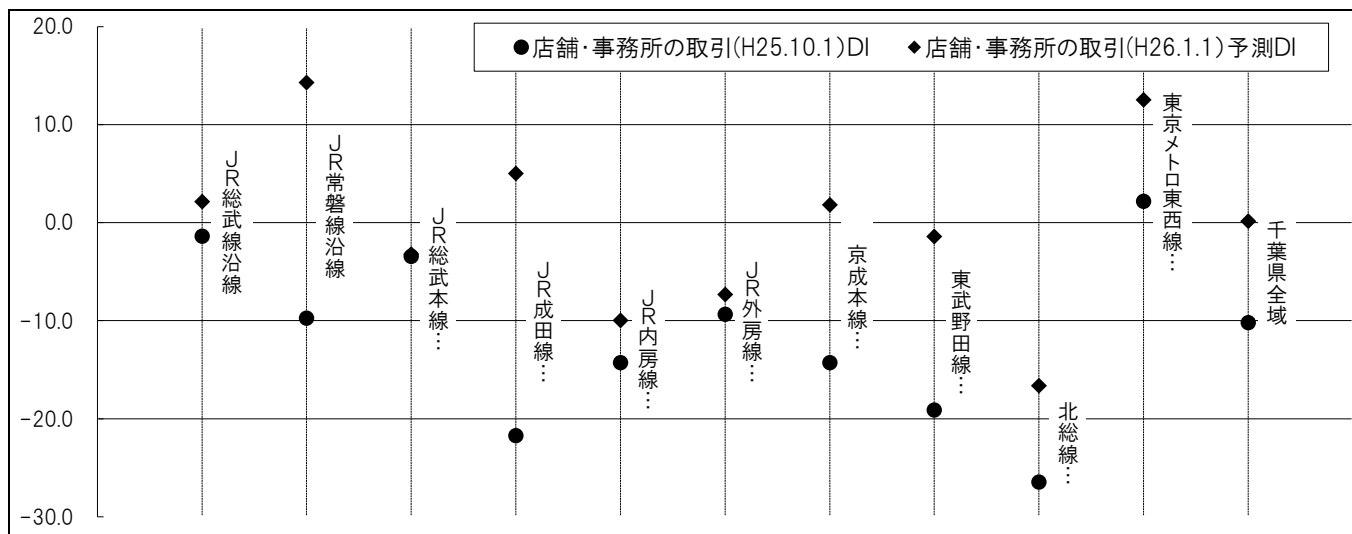 20.0
●店舗･事務所の取引(H25.10.1)DI ◆店舗･事務所の取引(H26.1.1)予測DI
10.0
0.0
-10.0
-20.0
-30.0
ＪＲ総武線沿線
ＪＲ常磐線沿線
ＪＲ総武本線…
ＪＲ成田線…
ＪＲ内房線…
ＪＲ外房線…
京成本線…
東武野田線…
北総線…
東京メトロ東西線…
千葉県全域